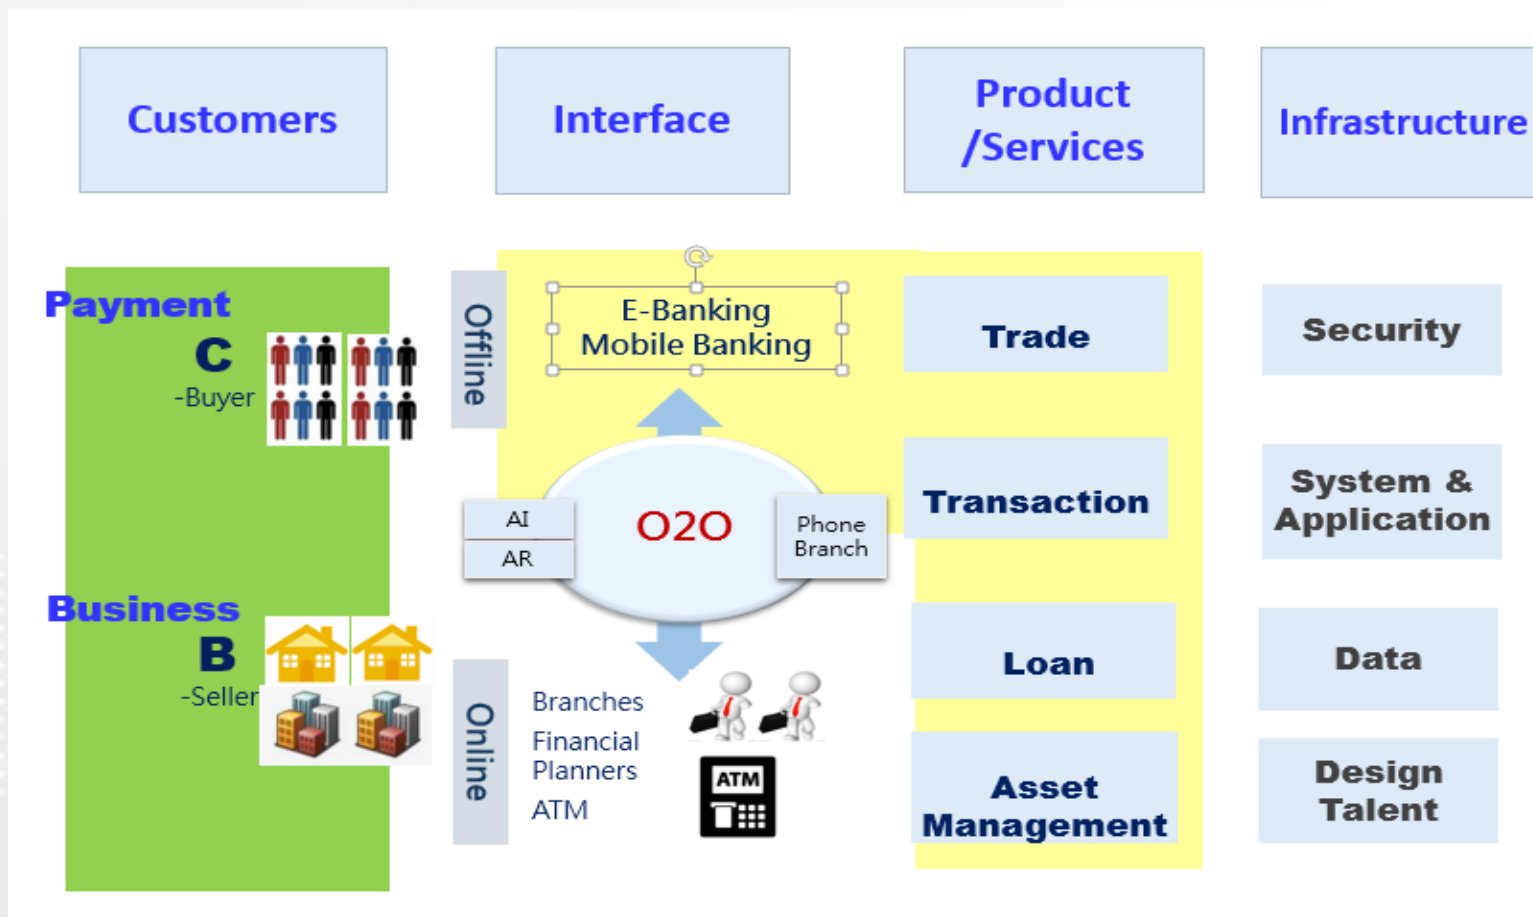 Customers
Interface
Product
/Services
Infrastructure
Payment
C
-Buyer
Business
B
-Seller
Offline
E-Banking
Mobile Banking
O2O
AI
AR
Phone
Branch
Online
Branches
Financial
Planners
ATM
ATM
Trade
Transaction
Loan
Asset
Management
Security
System &
Application
Data
Design
Talent